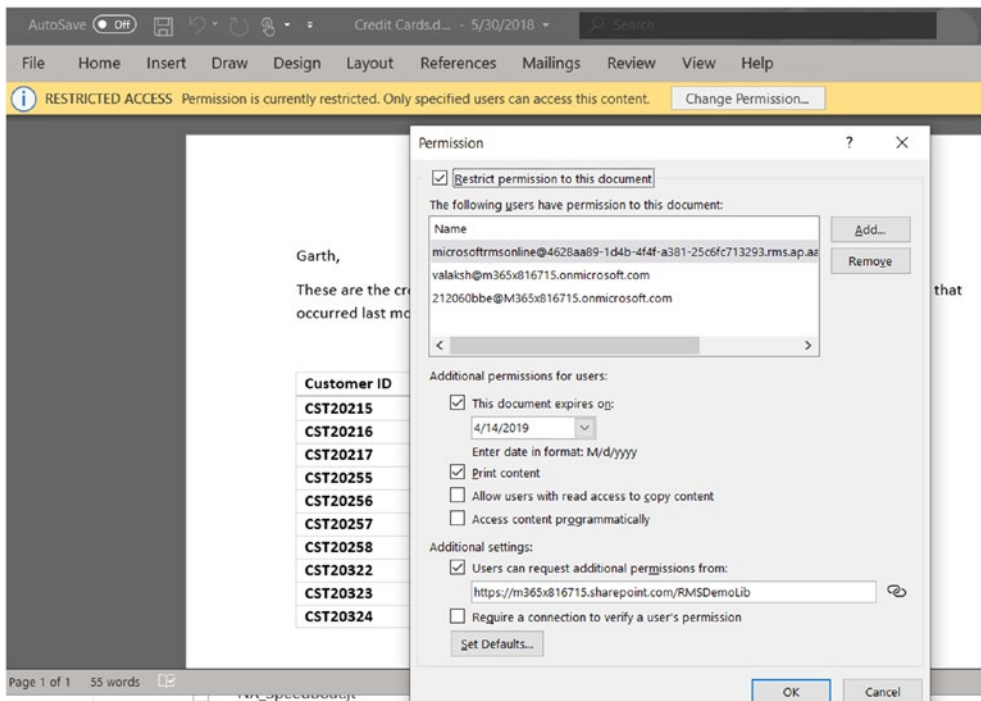 AutoSave Off Credit Cards.d... - 5/30/2018 Search
File Home Insert Draw Design Layout References Mailings Review View Help
RESTRICTED ACCESS Permission is currently restricted. Only specified users can access this content. Change Permission...
Permission ? ×
Restrict permission to this document
The following users have permission to this document:
Name
microsoftrmsonline@4628aa89-1d4b-4f4f-a381-25c6fc713293.rms.ap.aa
valaksh@m365x816715.onmicrosoft.com
212060bbe@M365x816715.onmicrosoft.com
Add...
Remove
Additional permissions for users:
This document expires on:
4/14/2019
Enter date in format: M/d/yyyy
Print content
Allow users with read access to copy content
Access content programmatically
Additional settings:
Users can request additional permissions from:
https://m365x816715.sharepoint.com/RMSDemoLib
Require a connection to verify a user's permission
Set Defaults...
OK Cancel
Garth,
These are the cr that
occurred last mo
Customer ID
CST20215
CST20216
CST20217
CST20255
CST20256
CST20257
CST20258
CST20322
CST20323
CST20324
Page 1 of 1 55 words